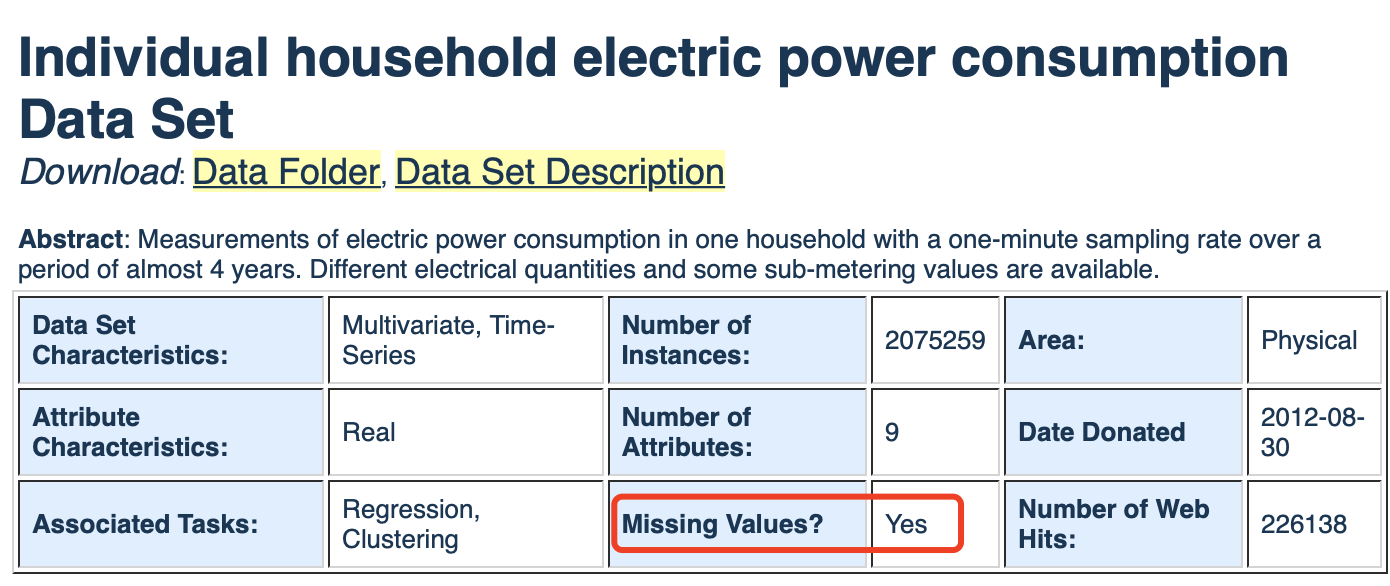 Individual household electric power consumption
Data Set
Download: Data Folder, Data Set Description
Abstract: Measurements of electric power consumption in one household with a one-minute sampling rate over a
period of almost 4 years. Different electrical quantities and some sub-metering values are available.
Data Set
Characteristics:
Multivariate, Time-
Series
Number of
Instances:
2075259
Area:
Physical
Attribute
Characteristics:
Real
Number of
Attributes:
9
Date Donated
2012-08-
30
Associated Tasks:
Regression,
Clustering
Missing Values?
Yes
Number of Web
Hits:
226138